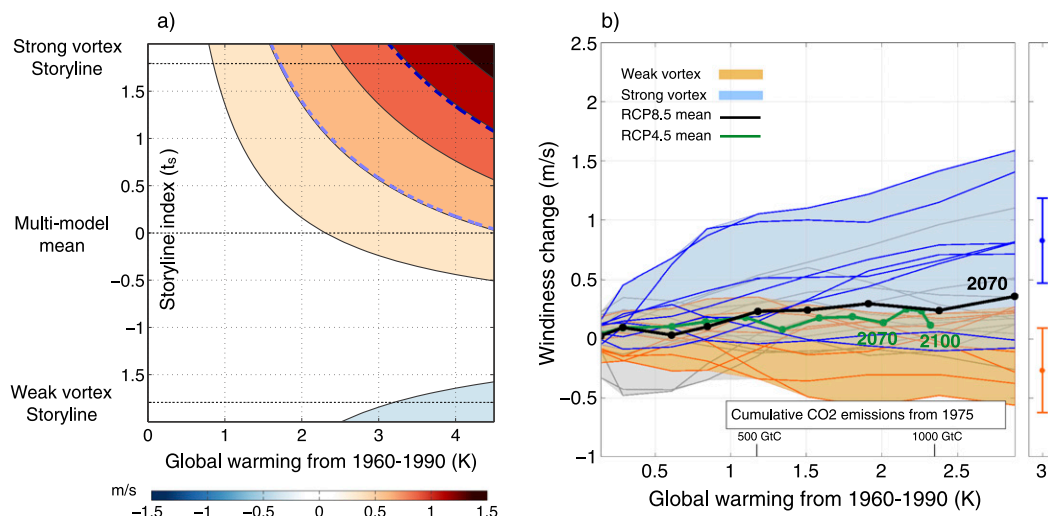 a)
Strong vortex
Storyline
Multi-model
mean
Weak vortex
Storyline
Storyline index (tₛ)
1.5
1
0.5
0
−0.5
−1
1.5
0
1
2
3
4
Global warming from 1960-1990 (K)
m/s
−1.5
−1
−0.5
0
0.5
1
1.5
b)
Windiness change (m/s)
2.5
2
1.5
1
0.5
0
−0.5
−1
Weak vortex
Strong vortex
RCP8.5 mean
RCP4.5 mean
2070
2070
2100
Cumulative CO2 emissions from 1975
500 GtC
1000 GtC
0.5
1
1.5
2
2.5
3
Global warming from 1960-1990 (K)